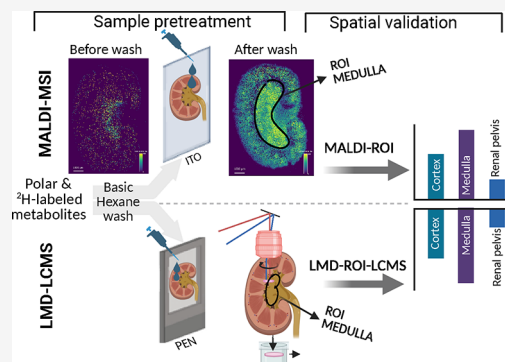 Sample pretreatment
Spatial validation
Before wash
After wash
MALDI-MSI
ITO
ROI
MEDULLA
MALDI-ROI
Cortex
Medulla
Renal pelvis
Polar &
²H-labeled
metabolites
Basic
Hexane
wash
LMD-LCMS
PEN
LMD-ROI-LCMS
ROI
MEDULLA
Cortex
Medulla
Renal pelvis